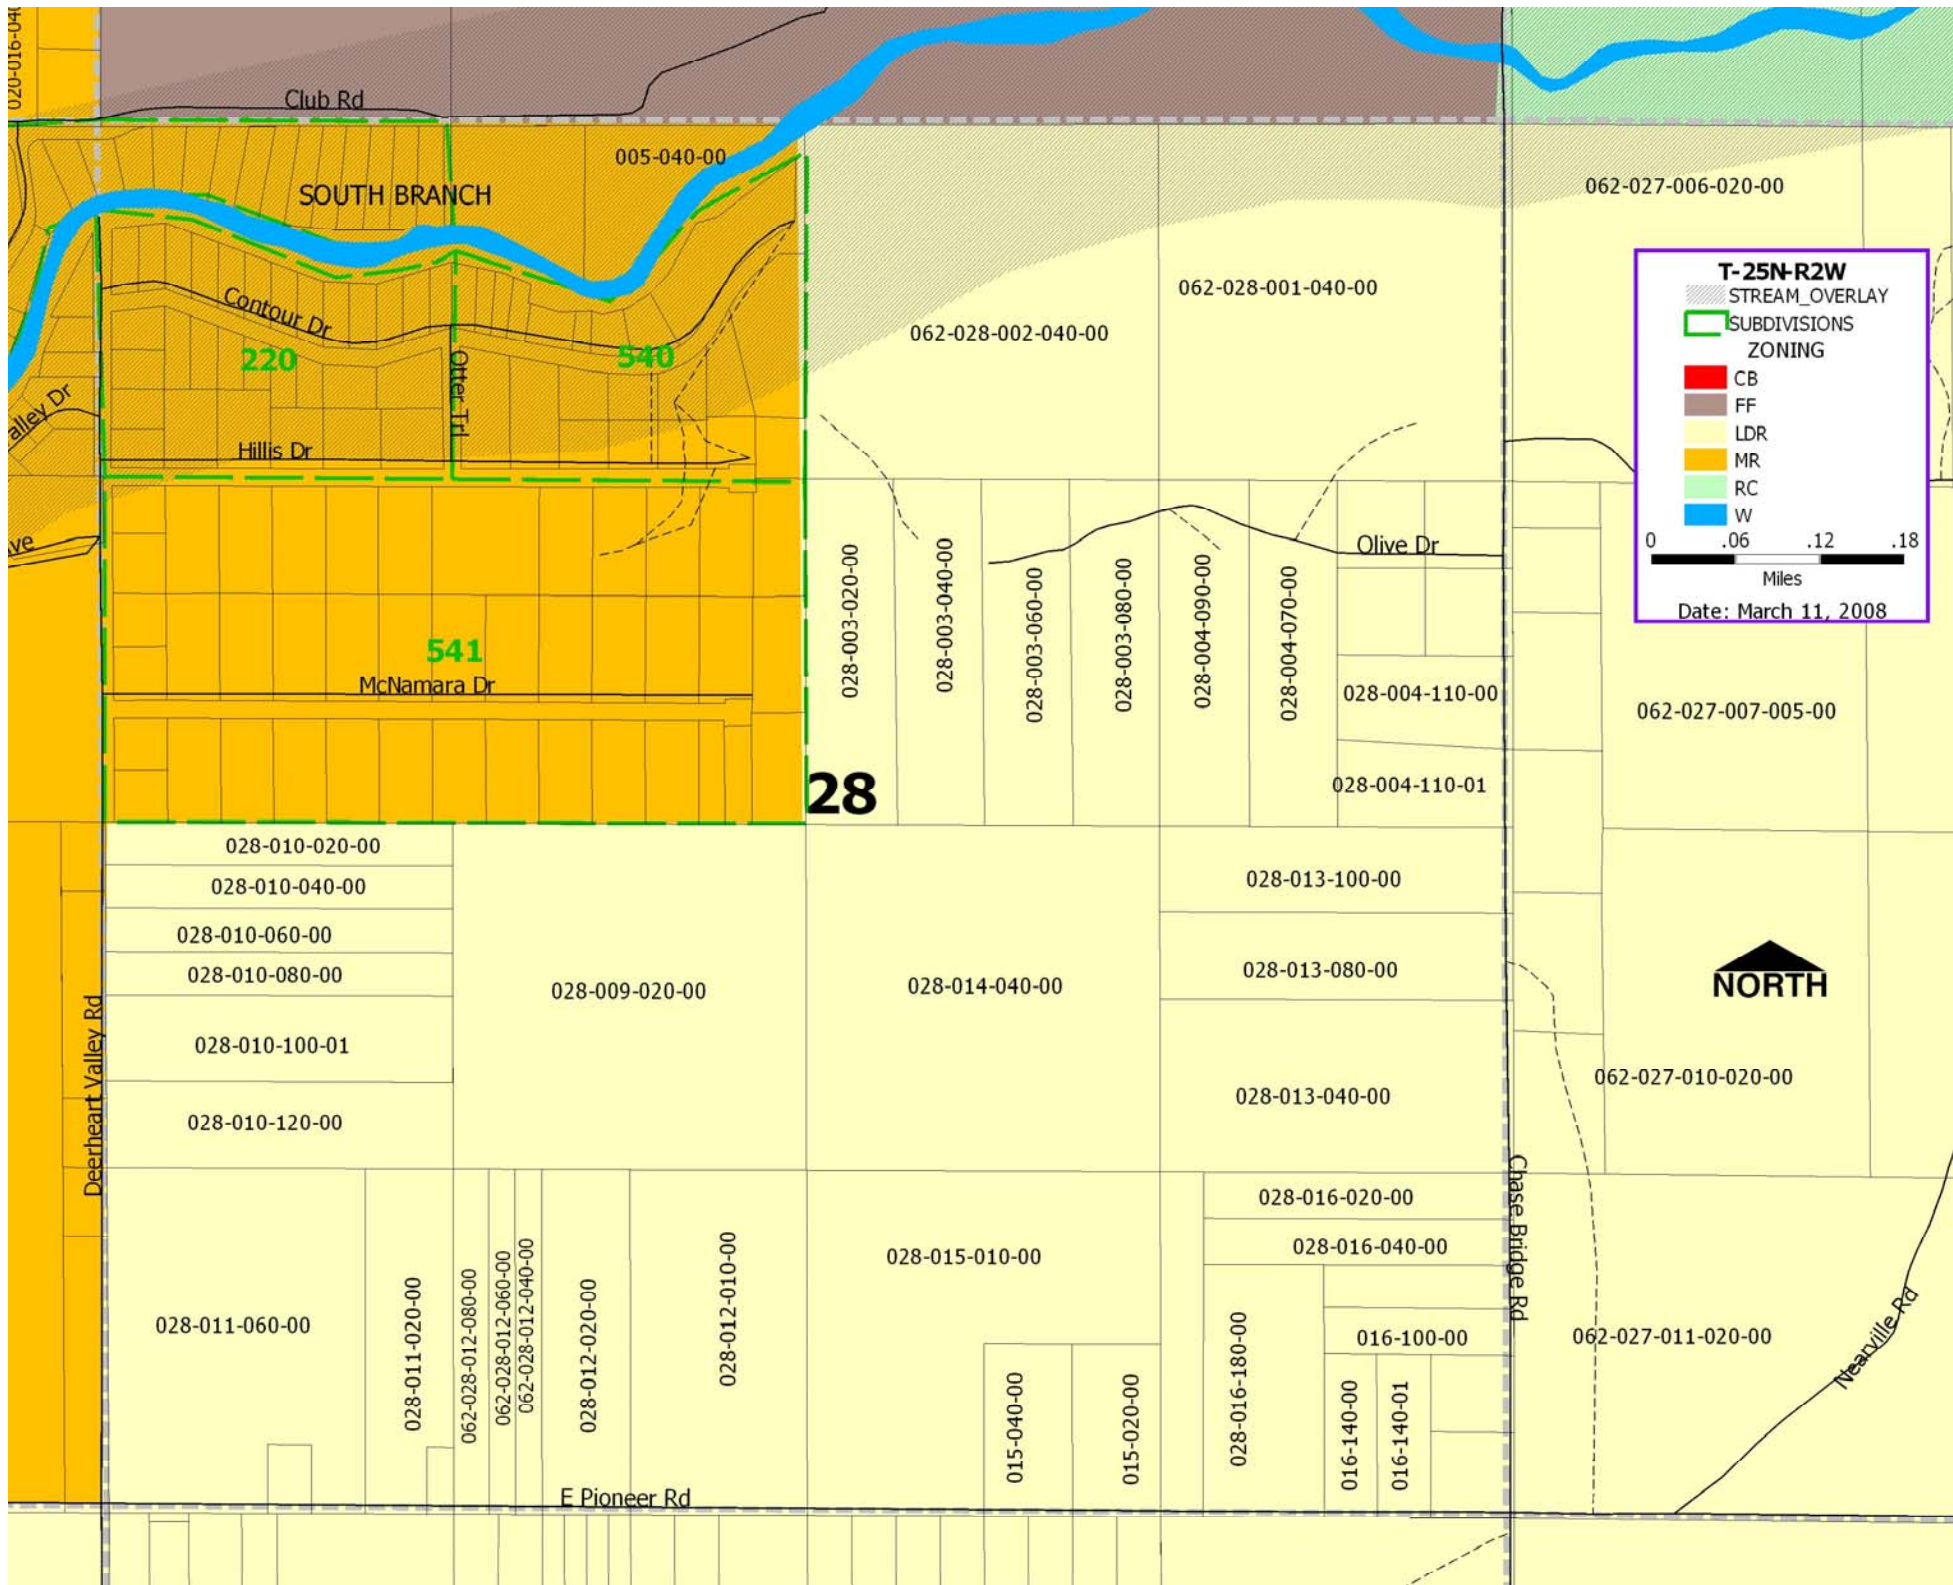 020-016-040
Club Rd
005-040-00
SOUTH BRANCH
062-027-006-020-00
T-25N-R2W
STREAM_OVERLAY
SUBDIVISIONS
ZONING
CB
FF
LDR
MR
RC
W
0 .06 .12 .18
Miles
Date: March 11, 2008
062-028-001-040-00
062-028-002-040-00
Contour Dr
220
540
Otter Trl
alley Dr
Hillis Dr
ive
Olive Dr
028-003-020-00
028-003-040-00
028-003-060-00
028-003-080-00
028-004-090-00
028-004-070-00
541
McNamara Dr
028-004-110-00
062-027-007-005-00
28
028-004-110-01
028-010-020-00
028-010-040-00
028-013-100-00
028-010-060-00
028-010-080-00
028-013-080-00
028-009-020-00
028-014-040-00
NORTH
028-010-100-01
062-027-010-020-00
028-013-040-00
028-010-120-00
Deerheart Valley Rd
Chase Bridge Rd
028-016-020-00
028-016-040-00
028-015-010-00
028-011-060-00
028-011-020-00
062-028-012-080-00
062-028-012-060-00
062-028-012-040-00
028-012-020-00
028-012-010-00
028-016-180-00
016-100-00
062-027-011-020-00
Nearville Rd
015-040-00
015-020-00
016-140-00
016-140-01
E Pioneer Rd